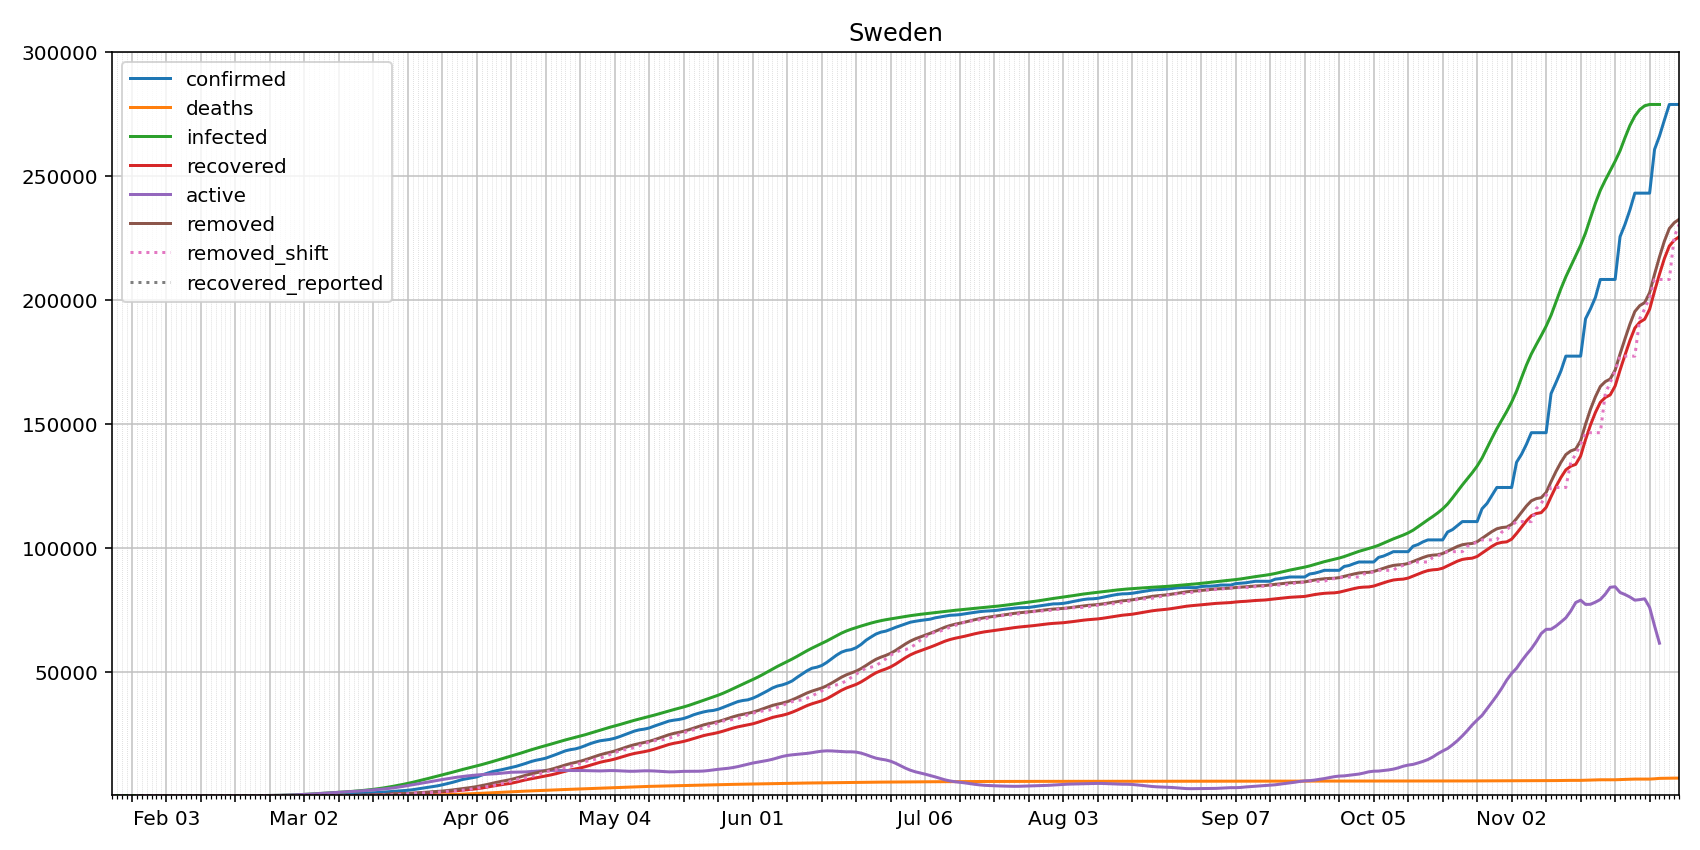 Sweden
300000
250000
200000
150000
100000
50000
confirmed
deaths
infected
recovered
active
removed
removed_shift
recovered_reported
Feb 03 Mar 02 Apr 06 May 04 Jun 01 Jul 06 Aug 03 Sep 07 Oct 05 Nov 02